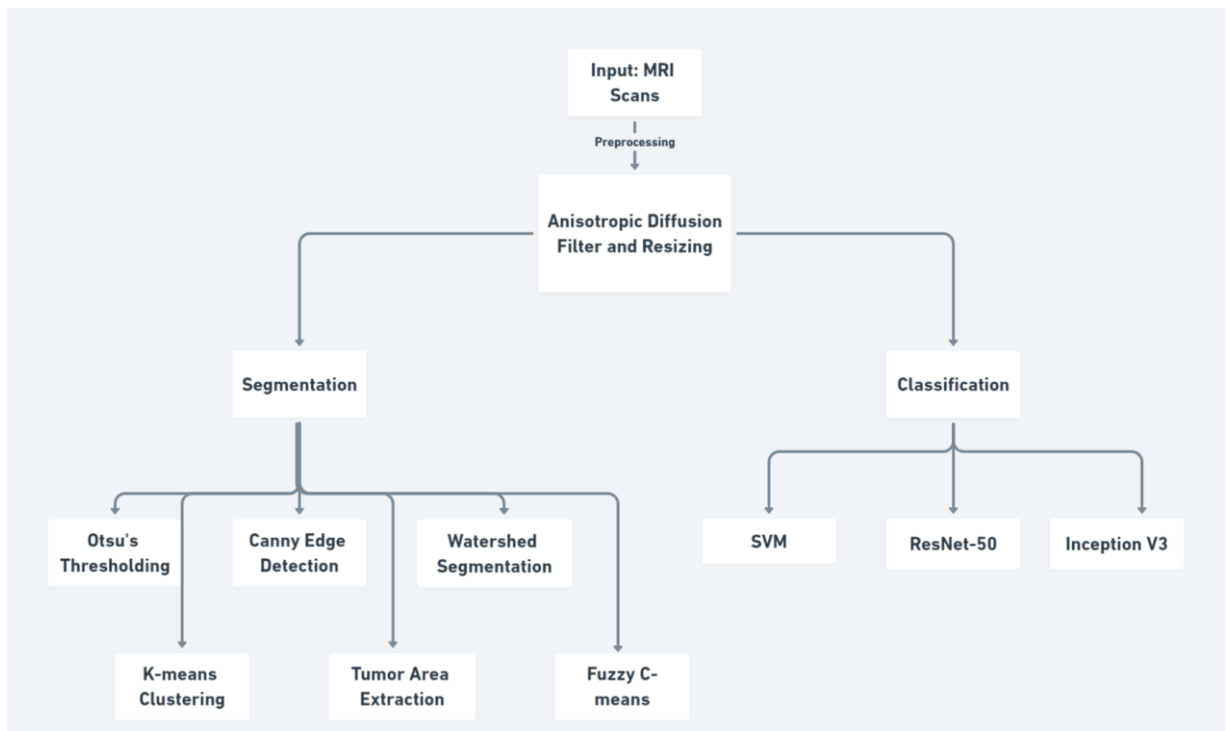 Input: MRI
Scans
Preprocessing
Anisotropic Diffusion
Filter and Resizing
Segmentation
Classification
Otsu's
Thresholding
Canny Edge
Detection
Watershed
Segmentation
SVM
ResNet-50
Inception V3
K-means
Clustering
Tumor Area
Extraction
Fuzzy C-
means